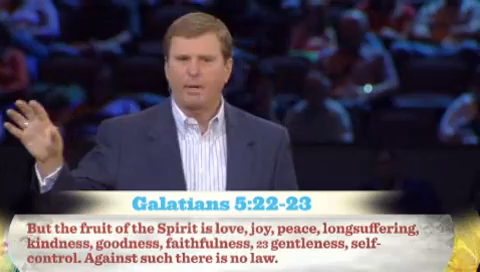 Galatians 5:22-23
But the fruit of the Spirit is love, joy, peace, longsuffering,
kindness, goodness, faithfulness, 23 gentleness, self-
control. Against such there is no law.